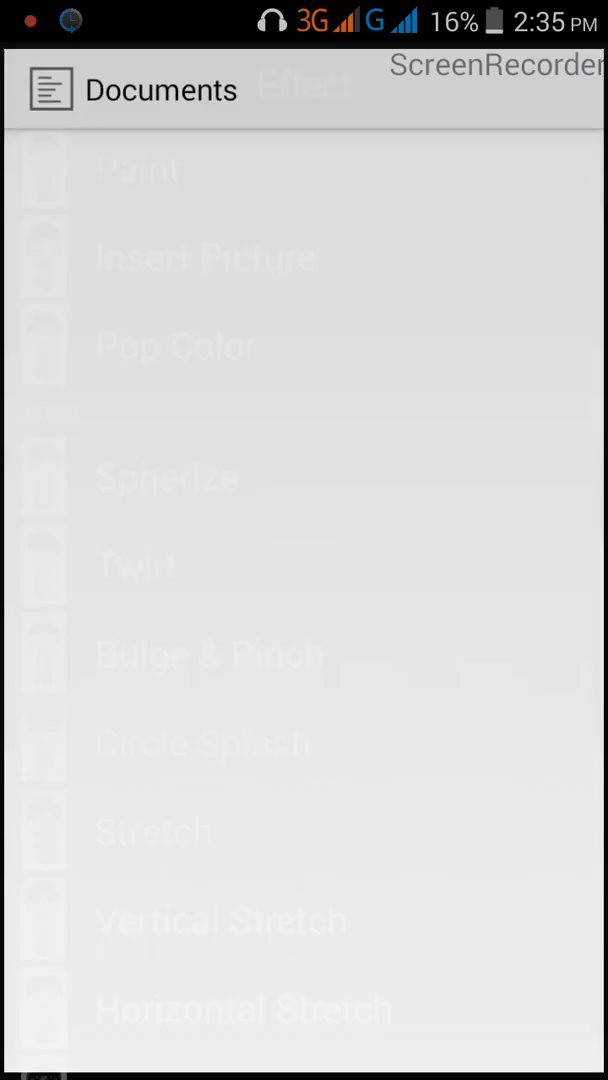 3G G 16% 2:35 PM
ScreenRecorder
Documents
Effect
Paint
Insert Picture
Pop Color
Spherize
Twirl
Bulge & Pinch
Circle Splash
Stretch
Vertical Stretch
Horizontal Stretch